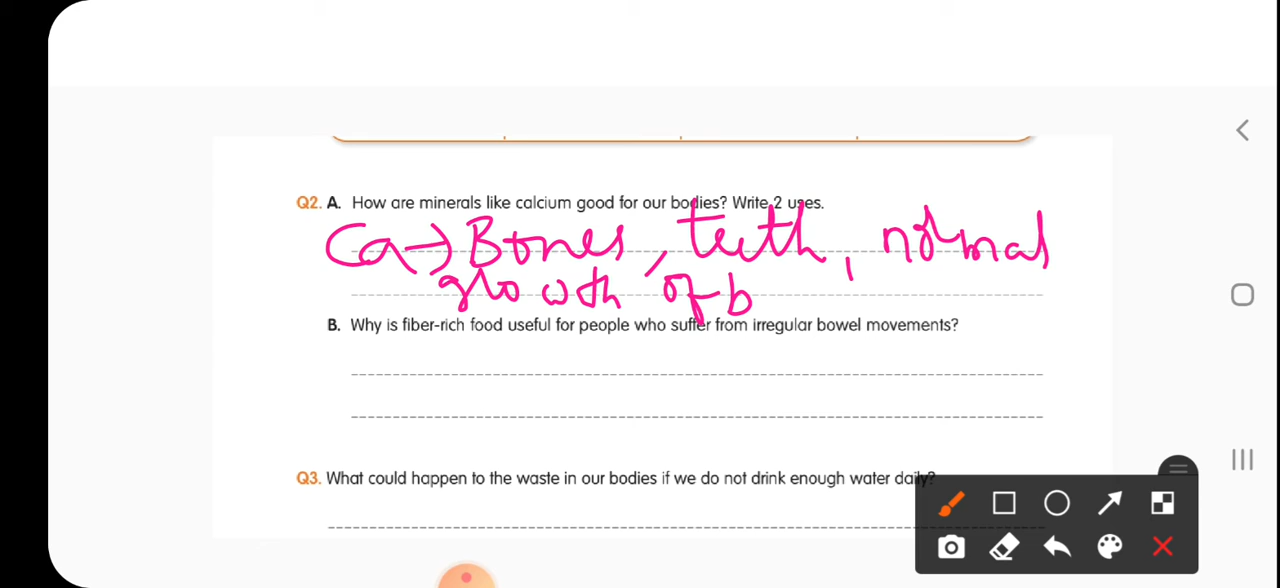 Q2. A. How are minerals like calcium good for our bodies? Write 2 uses.
Ca → Bones, teeth, normal
growth of b
B. Why is fiber-rich food useful for people who suffer from irregular bowel movements?
Q3. What could happen to the waste in our bodies if we do not drink enough water daily?